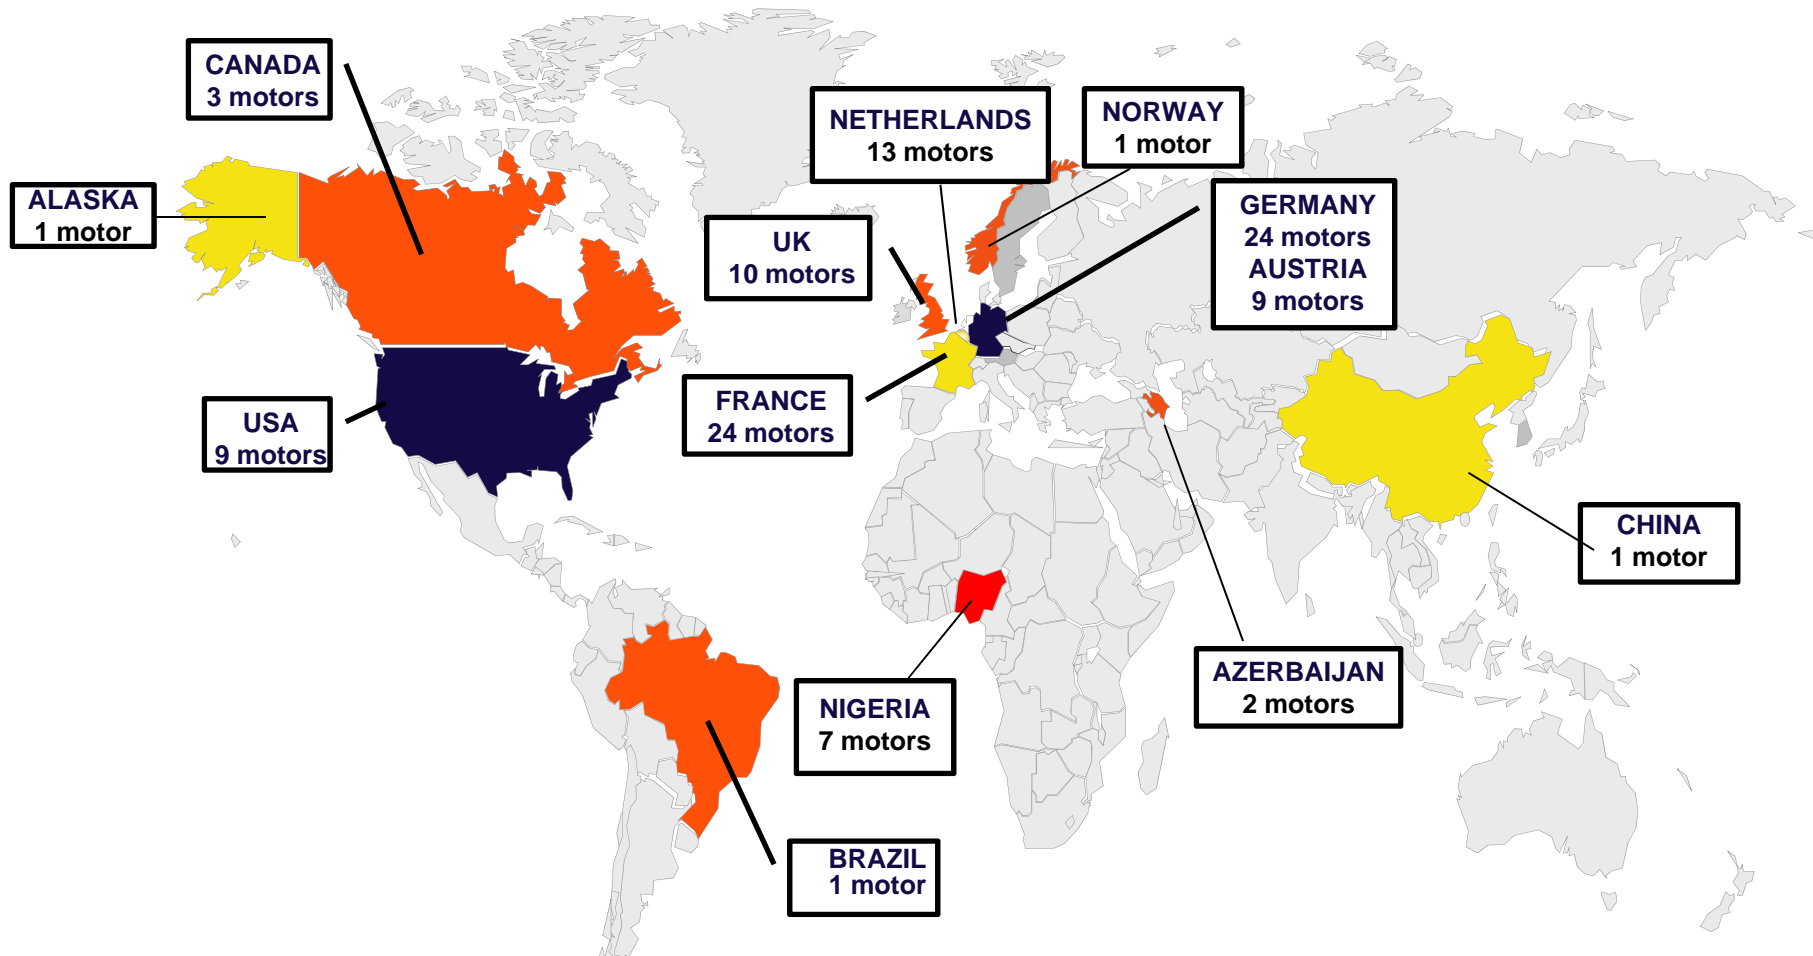 CANADA
3 motors
NETHERLANDS
13 motors
NORWAY
1 motor
ALASKA
1 motor
GERMANY
24 motors
AUSTRIA
9 motors
UK
10 motors
FRANCE
24 motors
USA
9 motors
CHINA
1 motor
AZERBAIJAN
2 motors
NIGERIA
7 motors
BRAZIL
1 motor